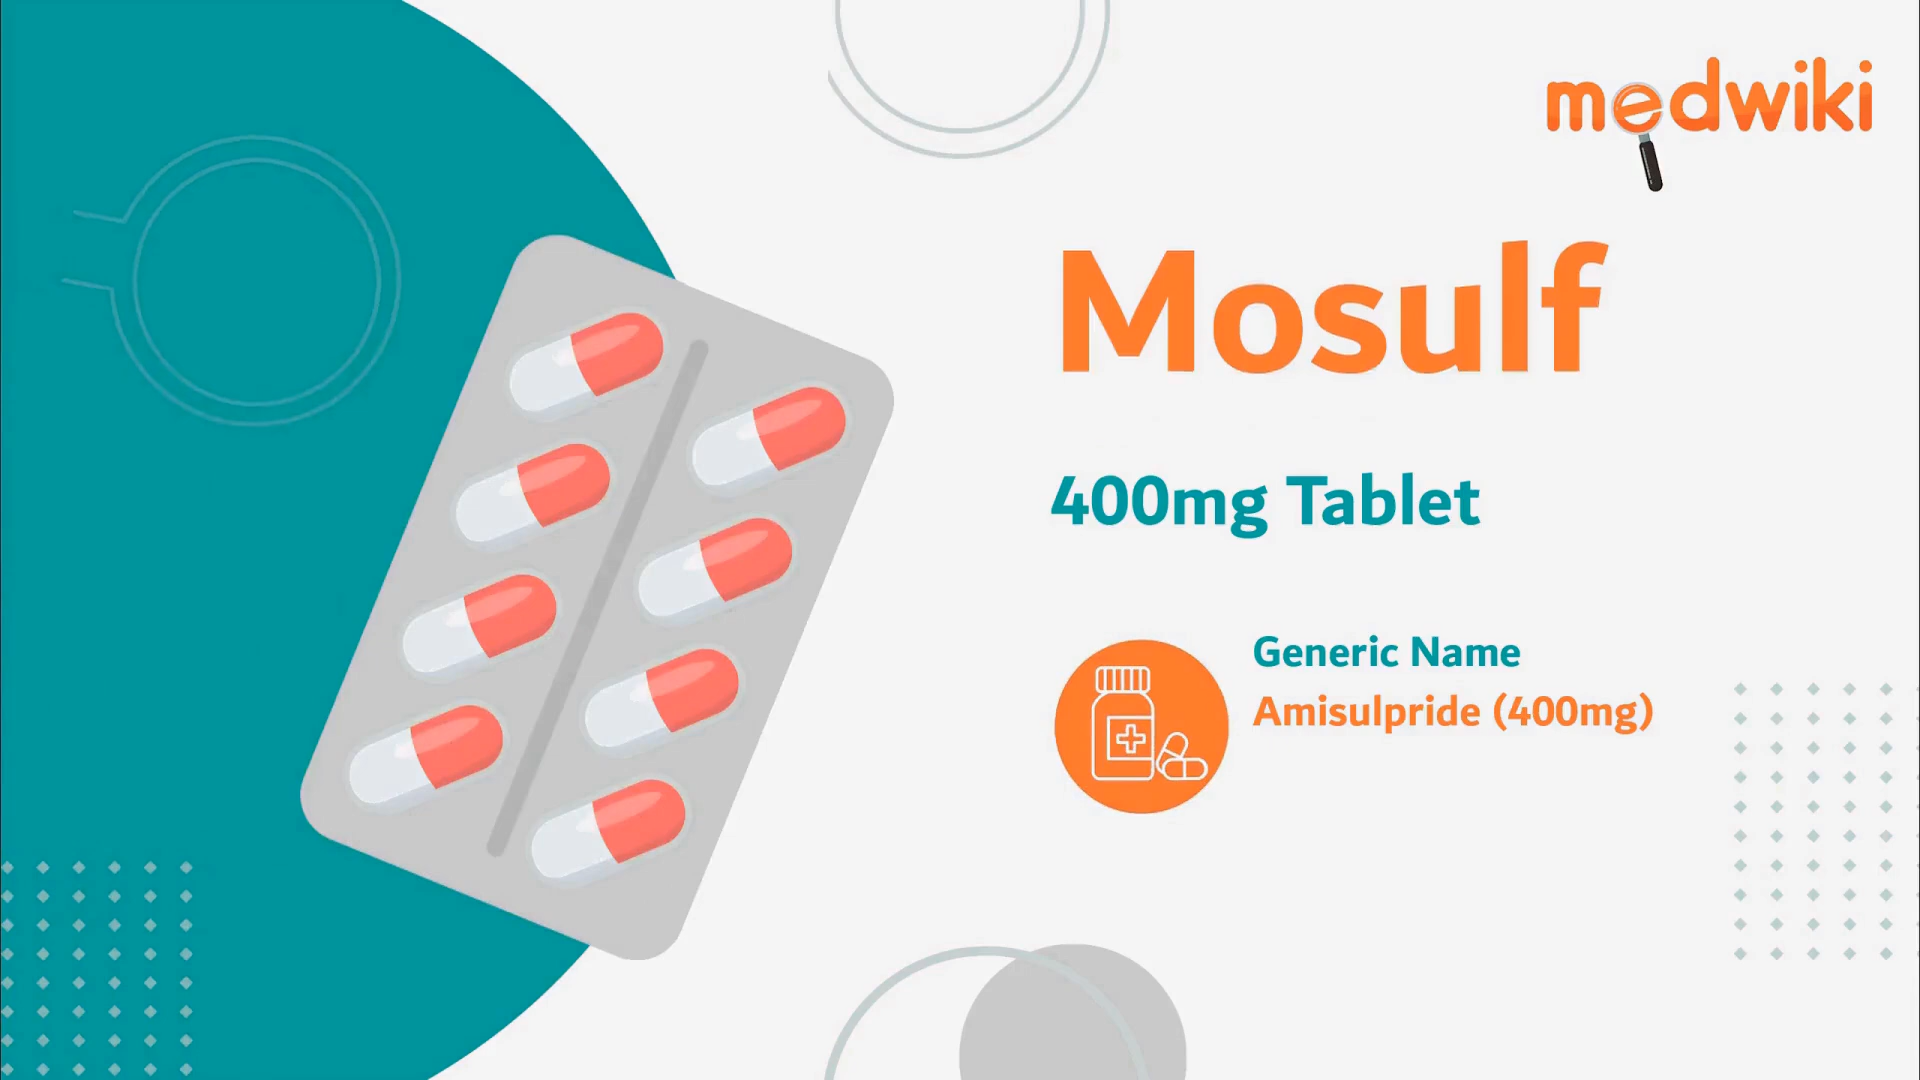 medwiki
Mosulf
400mg Tablet
Generic Name
Amisulpride (400mg)